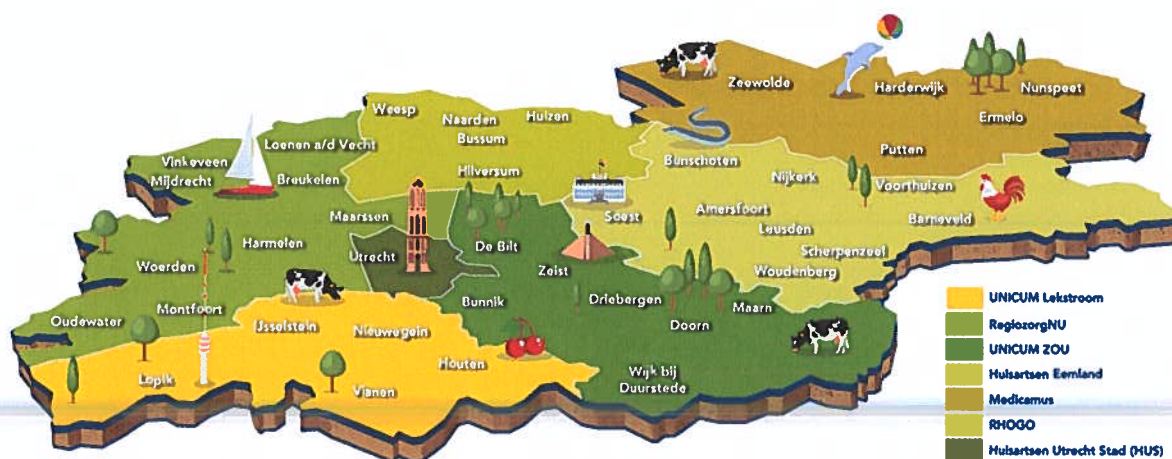 Weesp
Naarden
Huizen
Bussum
Zeewolde
Harderwijk
Nunspeet
Ermelo
Putten
Loenen a/d Vecht
Vinkeveen
Mijdrecht
Breukelen
Hilversum
Bunschoten
Nijkerk
Voorthuizen
Barneveld
Maarssen
Soest
Amersfoort
Leusden
Scherpenzeel
Woudenberg
Harmelen
Woerden
Utrecht
De Bilt
Zeist
Bunnik
Driebergen
Maarn
Doorn
Montfoort
Oudewater
IJsselstein
Nieuwegein
Houten
Wijk bij
Duurstede
Lopik
Vianen
UNICUM Lekstroom
RegiozorgNU
UNICUM ZOU
Huisartsen Eemland
Medicamus
RHOGO
Huisartsen Utrecht Stad (HUS)